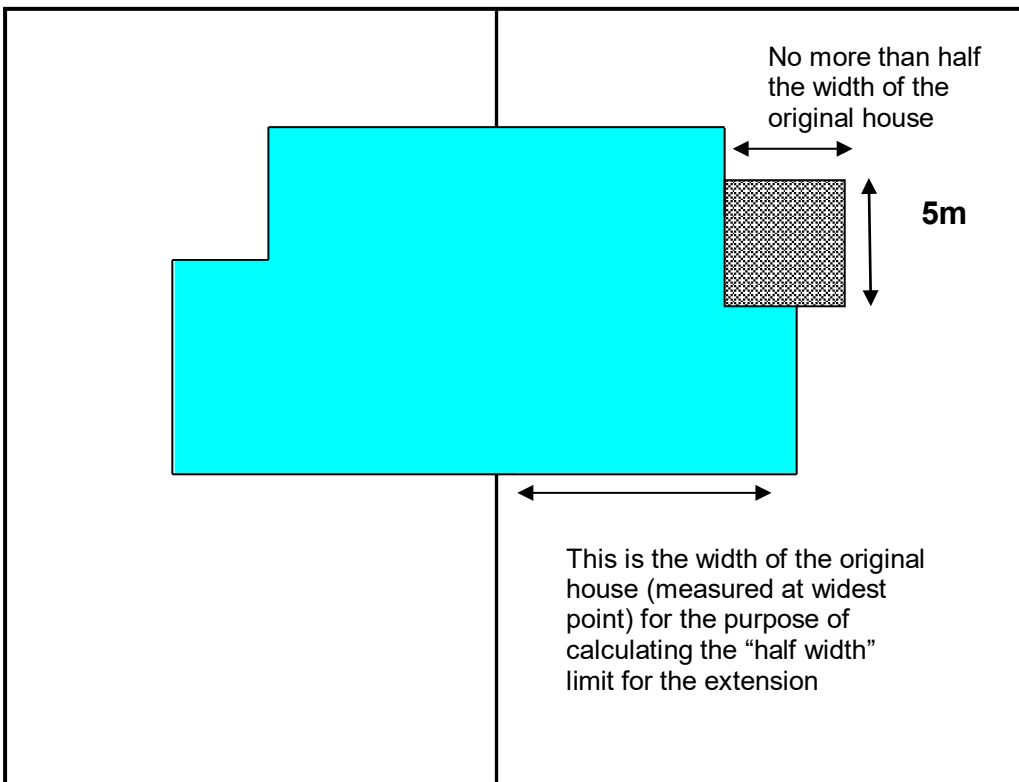 No more than half
the width of the
original house
5m
This is the width of the original
house (measured at widest
point) for the purpose of
calculating the “half width”
limit for the extension